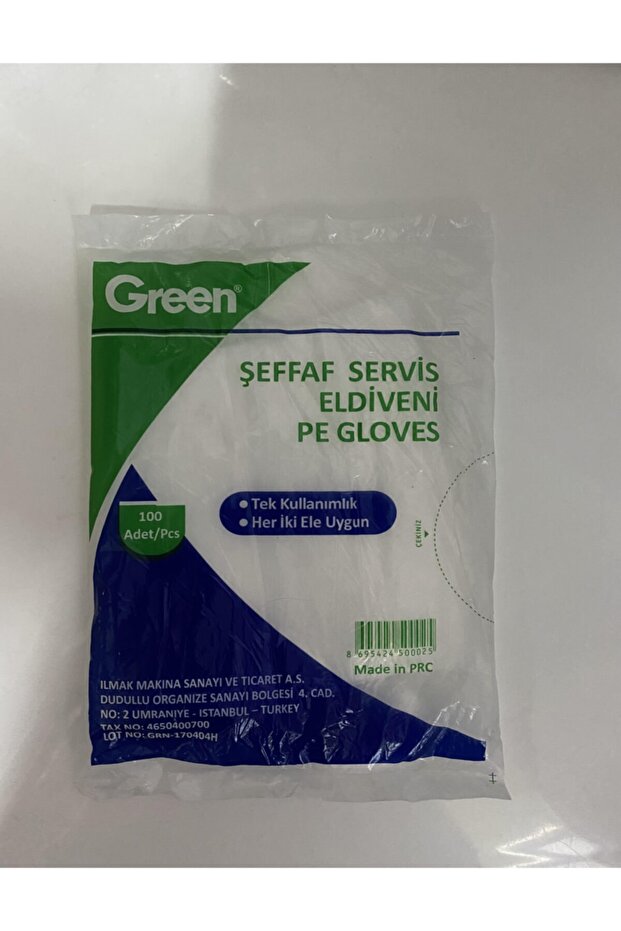 Green®
ŞEFFAF SERVİS
ELDİVENİ
PE GLOVES
• Tek Kullanımlık
• Her İki Ele Uygun
100
Adet/Pcs
ÇEKİNİZ
8 695424 500025
Made in PRC
ILMAK MAKINA SANAYI VE TICARET A.S.
DUDULLU ORGANIZE SANAYI BOLGESİ 4. CAD.
NO: 2 UMRANIYE - ISTANBUL – TURKEY
TAX NO: 4650400700
LOT NO: GRN-170404H